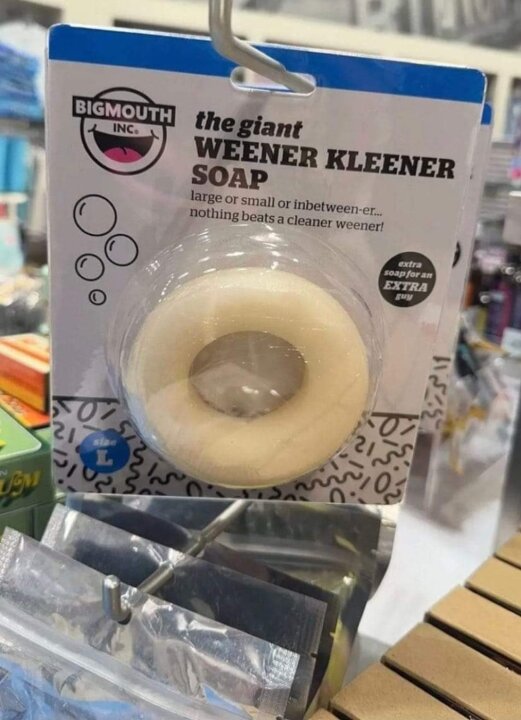 BIGMOUTH
INC.
the giant
WEENER KLEENER
SOAP
large or small or inbetween-er...
nothing beats a cleaner weener!
extra
soap for an
EXTRA
guy
size
L